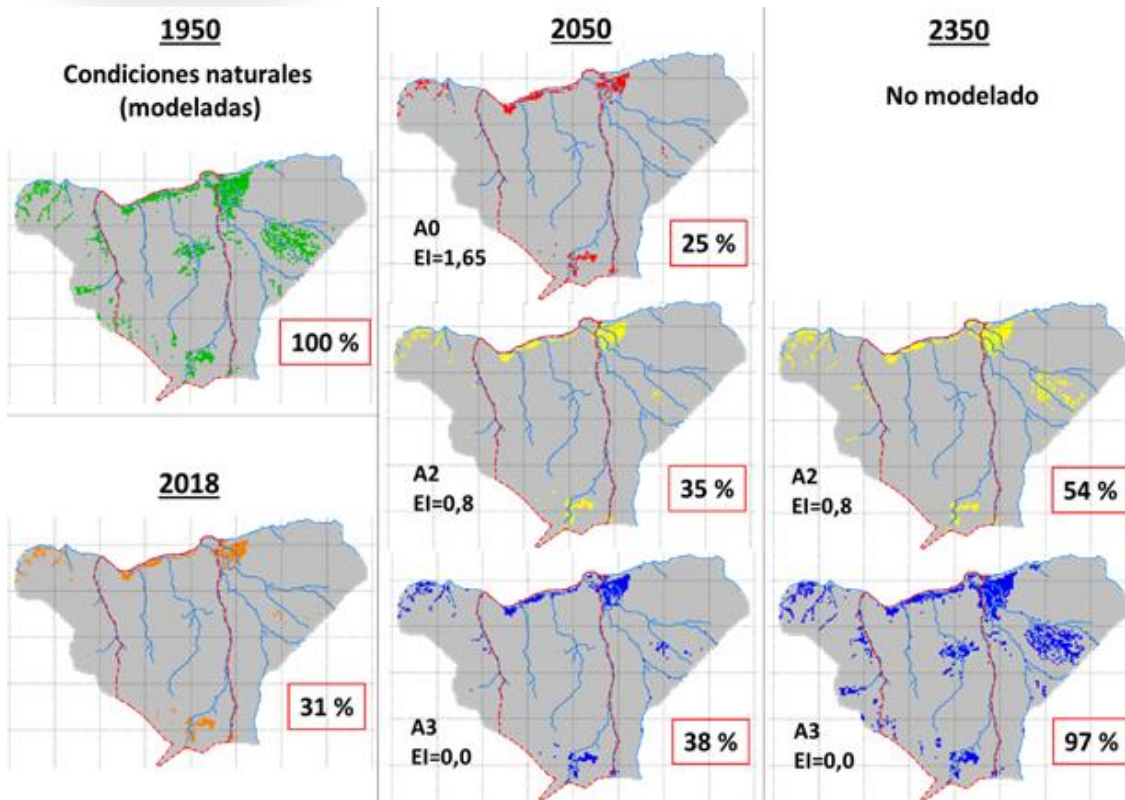 1950
Condiciones naturales
(modeladas)
100 %
2018
31 %
2050
A0
EI=1,65
25 %
A2
EI=0,8
35 %
A3
EI=0,0
38 %
2350
No modelado
A2
EI=0,8
54 %
A3
EI=0,0
97 %